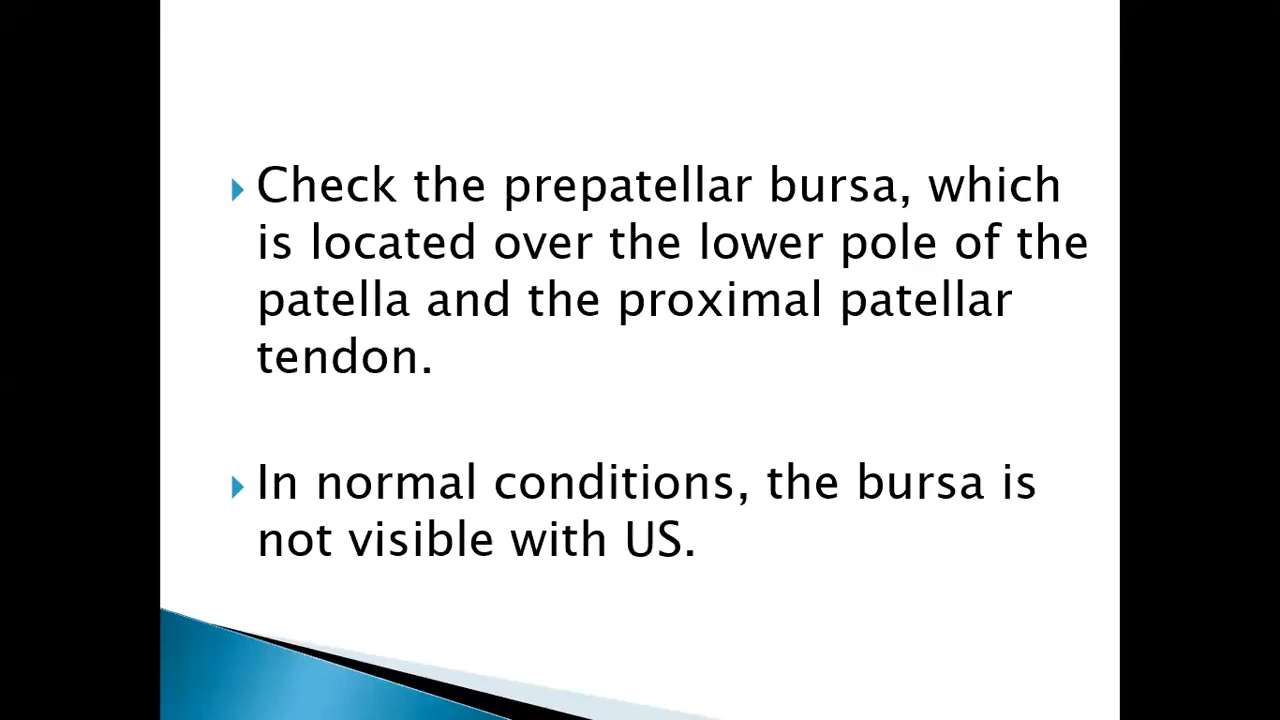 Check the prepatellar bursa, which
is located over the lower pole of the
patella and the proximal patellar
tendon.
In normal conditions, the bursa is
not visible with US.